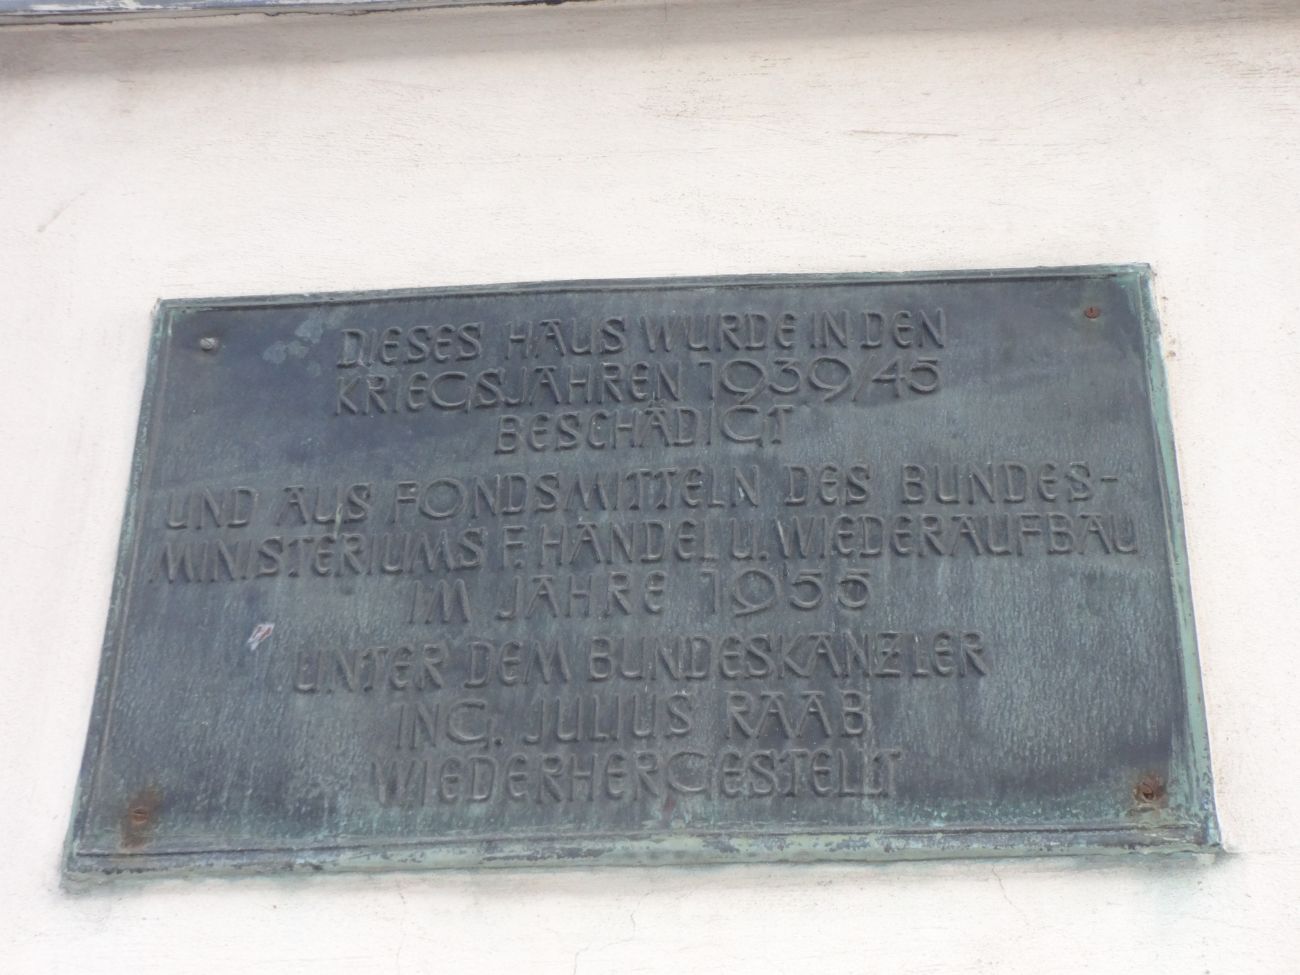 DIESES HAUS WURDE IN DEN
KRIEGSJAHREN 1939/45
BESCHÄDIGT
UND AUS FONDSMITTELN DES BUNDES-
MINISTERIUMS F. HANDEL U. WIEDERAUFBAU
IM JAHRE 1955
UNTER DEM BUNDESKANZLER
ING. JULIUS RAAB
WIEDERHERGESTELLT